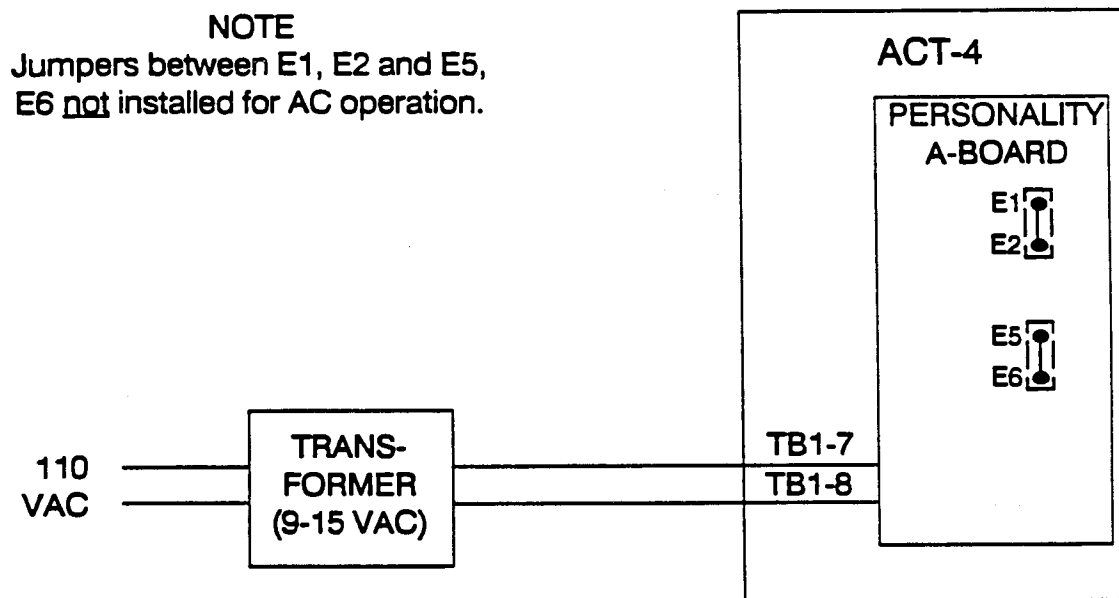 NOTE
Jumpers between E1, E2 and E5,
E6 not installed for AC operation.
ACT-4
PERSONALITY
A-BOARD
E1
E2
E5
E6
110
VAC
TRANS-
FORMER
(9-15 VAC)
TB1-7
TB1-8